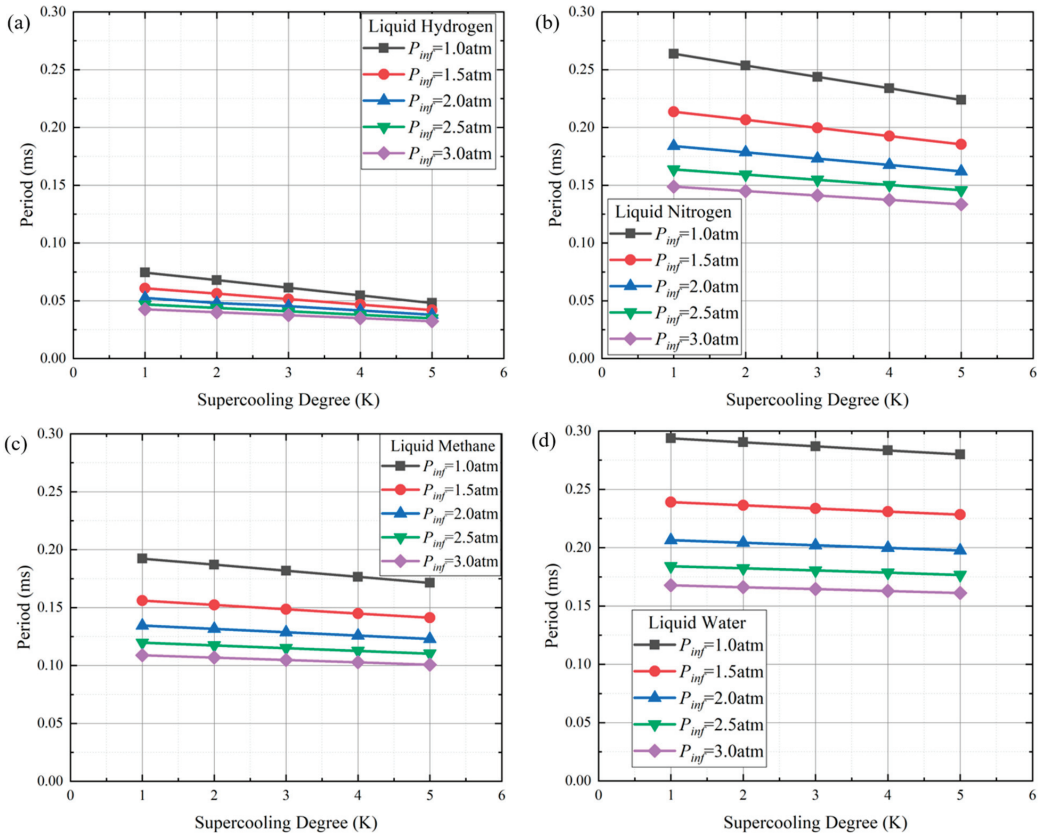 (a)
0.30
0.25
0.20
0.15
0.10
0.05
0.00
Period (ms)
Liquid Hydrogen
P_inf=1.0atm
P_inf=1.5atm
P_inf=2.0atm
P_inf=2.5atm
P_inf=3.0atm
0 1 2 3 4 5 6
Supercooling Degree (K)
(b)
0.30
0.25
0.20
0.15
0.10
0.05
0.00
Period (ms)
Liquid Nitrogen
P_inf=1.0atm
P_inf=1.5atm
P_inf=2.0atm
P_inf=2.5atm
P_inf=3.0atm
0 1 2 3 4 5 6
Supercooling Degree (K)
(c)
0.30
0.25
0.20
0.15
0.10
0.05
0.00
Period (ms)
Liquid Methane
P_inf=1.0atm
P_inf=1.5atm
P_inf=2.0atm
P_inf=2.5atm
P_inf=3.0atm
0 1 2 3 4 5 6
Supercooling Degree (K)
(d)
0.30
0.25
0.20
0.15
0.10
0.05
0.00
Period (ms)
Liquid Water
P_inf=1.0atm
P_inf=1.5atm
P_inf=2.0atm
P_inf=2.5atm
P_inf=3.0atm
0 1 2 3 4 5 6
Supercooling Degree (K)